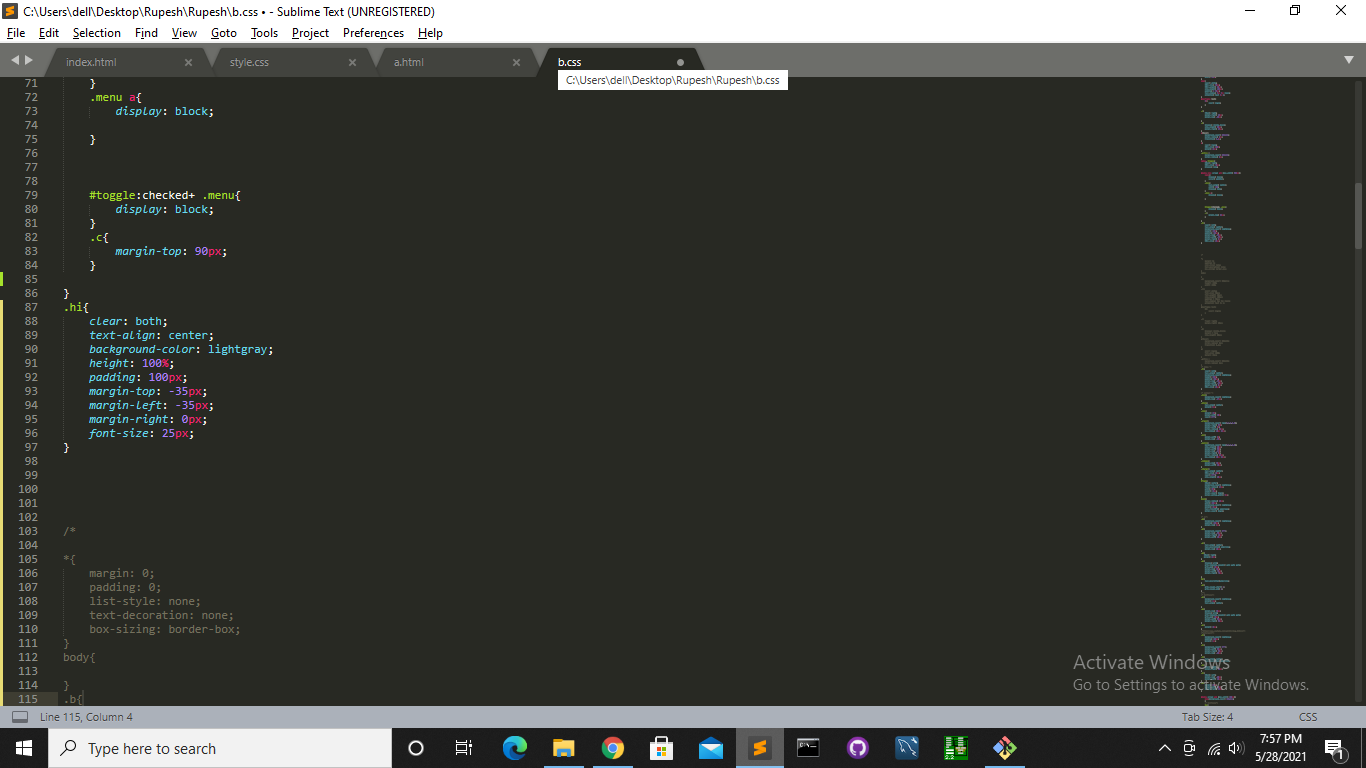 C:\Users\dell\Desktop\Rupesh\Rupesh\b.css • - Sublime Text (UNREGISTERED)
File Edit Selection Find View Goto Tools Project Preferences Help
index.html style.css a.html b.css
C:\Users\dell\Desktop\Rupesh\Rupesh\b.css
71 }
72 .menu a{
73 display: block;
74
75 }
76
77
78
79 #toggle:checked+ .menu{
80 display: block;
81 }
82 .c{
83 margin-top: 90px;
84 }
85
86 }
87 .hi{
88 clear: both;
89 text-align: center;
90 background-color: lightgray;
91 height: 100%;
92 padding: 100px;
93 margin-top: -35px;
94 margin-left: -35px;
95 margin-right: 0px;
96 font-size: 25px;
97 }
98
99
100
101
102
103 /*
104
105 *{
106 margin: 0;
107 padding: 0;
108 list-style: none;
109 text-decoration: none;
110 box-sizing: border-box;
111 }
112 body{
113
114 }
115 .b{
Activate Windows
Go to Settings to activate Windows.
Line 115, Column 4 Tab Size: 4 CSS
Type here to search
7:57 PM
5/28/2021
1